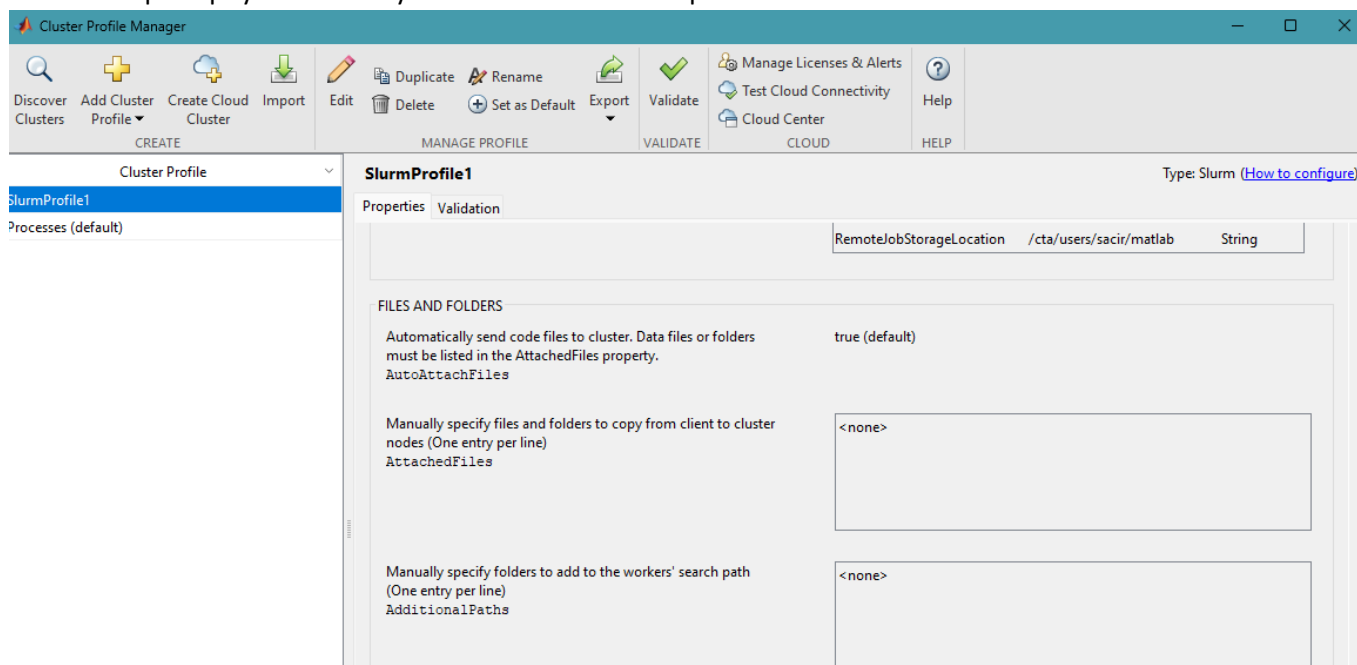 Cluster Profile Manager
Discover Clusters
Add Cluster Profile
Create Cloud Cluster
Import
Edit
Duplicate
Rename
Delete
Set as Default
Export
Validate
Manage Licenses & Alerts
Test Cloud Connectivity
Cloud Center
Help
CREATE
MANAGE PROFILE
VALIDATE
CLOUD
HELP
Cluster Profile
SlurmProfile1
Processes (default)
SlurmProfile1
Type: Slurm (How to configure)
Properties
Validation
RemoteJobStorageLocation /cta/users/sacir/matlab String
FILES AND FOLDERS
Automatically send code files to cluster. Data files or folders
must be listed in the AttachedFiles property.
AutoAttachFiles
true (default)
Manually specify files and folders to copy from client to cluster
nodes (One entry per line)
AttachedFiles
<none>
Manually specify folders to add to the workers' search path
(One entry per line)
AdditionalPaths
<none>